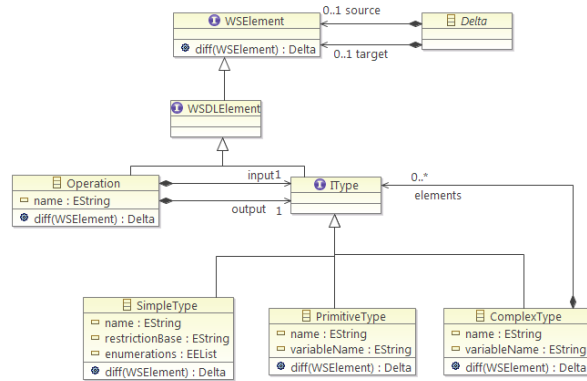 WSElement
diff(WSElement) : Delta
0..1 source
Delta
0..1 target
WSDLElement
Operation
name : EString
diff(WSElement) : Delta
input 1
output 1
IType
0..*
elements
SimpleType
name : EString
restrictionBase : EString
enumerations : EEList
diff(WSElement) : Delta
PrimitiveType
name : EString
variableName : EString
diff(WSElement) : Delta
ComplexType
name : EString
variableName : EString
diff(WSElement) : Delta